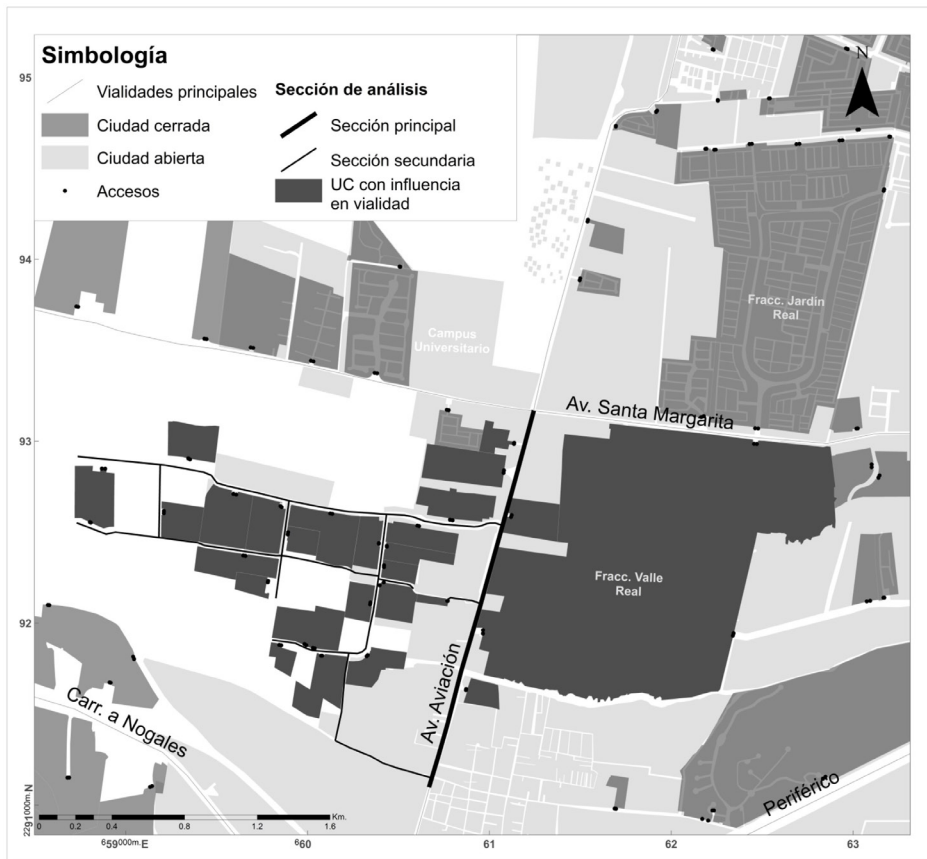 Simbología
Vialidades principales
Ciudad cerrada
Ciudad abierta
Accesos
Sección de análisis
Sección principal
Sección secundaria
UC con influencia
en vialidad
N
95
94
93
92
2291000m. N
Fracc. Jardín
Real
Campus
Universitario
Av. Santa Margarita
Fracc. Valle
Real
Av. Aviación
Carr. a Nogales
Periférico
0 0.2 0.4 0.6 1.2 1.6 Km.
659000m. E
660
61
62
63